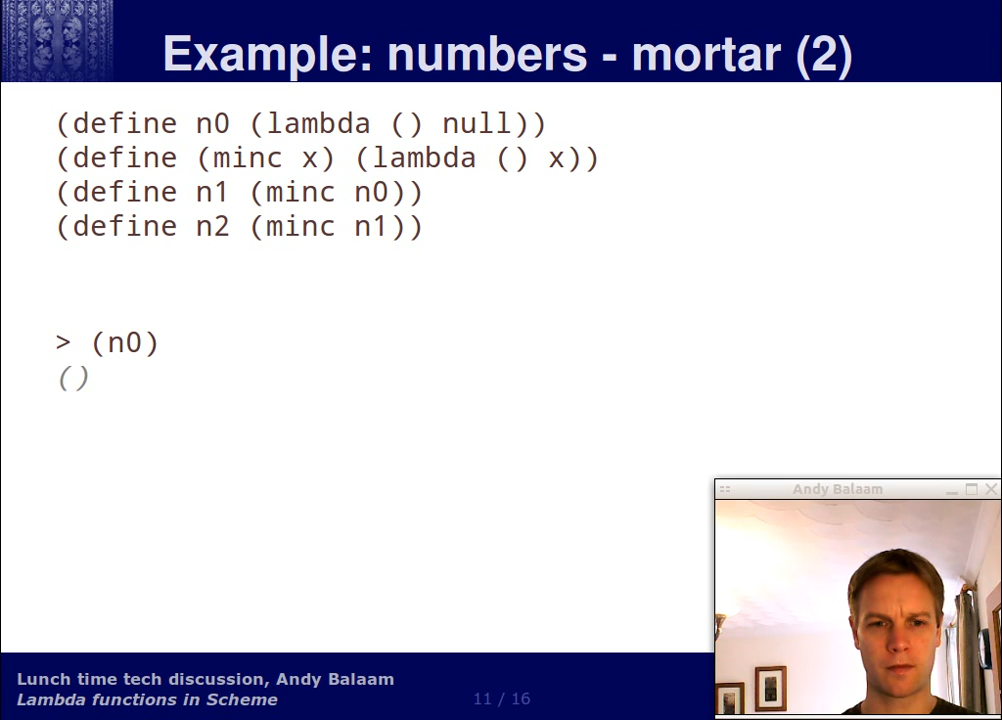 Example: numbers - mortar (2)
(define n0 (lambda () null))
(define (minc x) (lambda () x))
(define n1 (minc n0))
(define n2 (minc n1))
> (n0)
()
Andy Balaam
Lunch time tech discussion, Andy Balaam
Lambda functions in Scheme
11 / 16